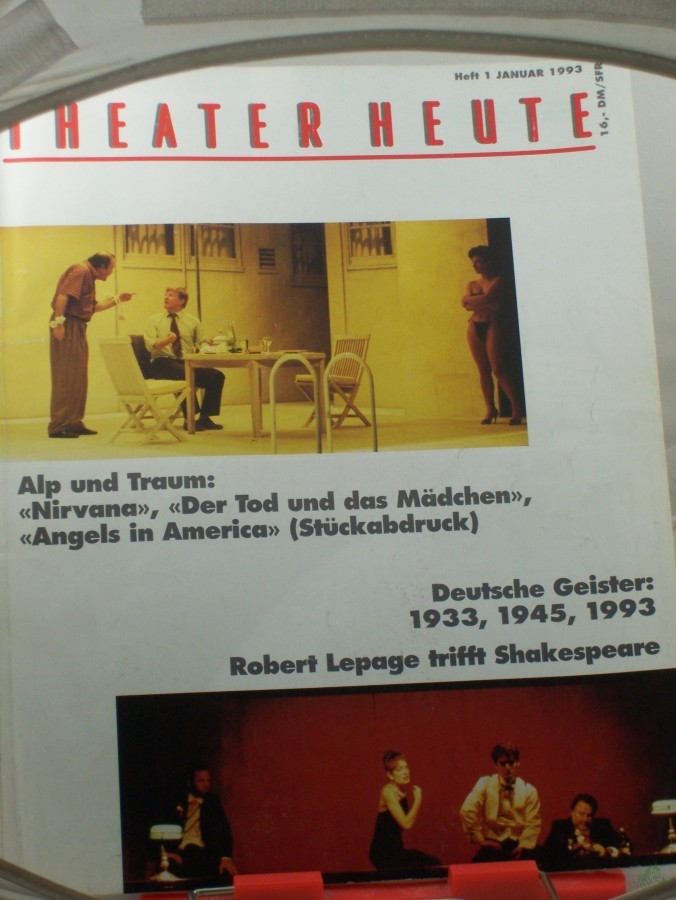 Heft 1 JANUAR 1993
THEATER HEUTE
16,- DM/SFR
Alp und Traum:
«Nirvana», «Der Tod und das Mädchen»,
«Angels in America» (Stückabdruck)
Deutsche Geister:
1933, 1945, 1993
Robert Lepage trifft Shakespeare